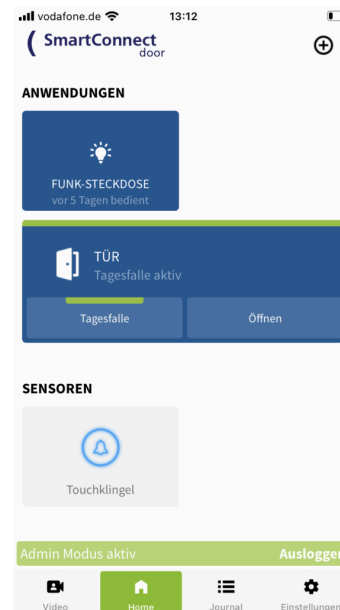 vodafone.de 13:12
SmartConnect
door
ANWENDUNGEN
FUNK-STECKDOSE
vor 5 Tagen bedient
TÜR
Tagesfalle aktiv
Tagesfalle Öffnen
SENSOREN
Touchklingel
Admin Modus aktiv Auslogger
Video Home Journal Einstellungen